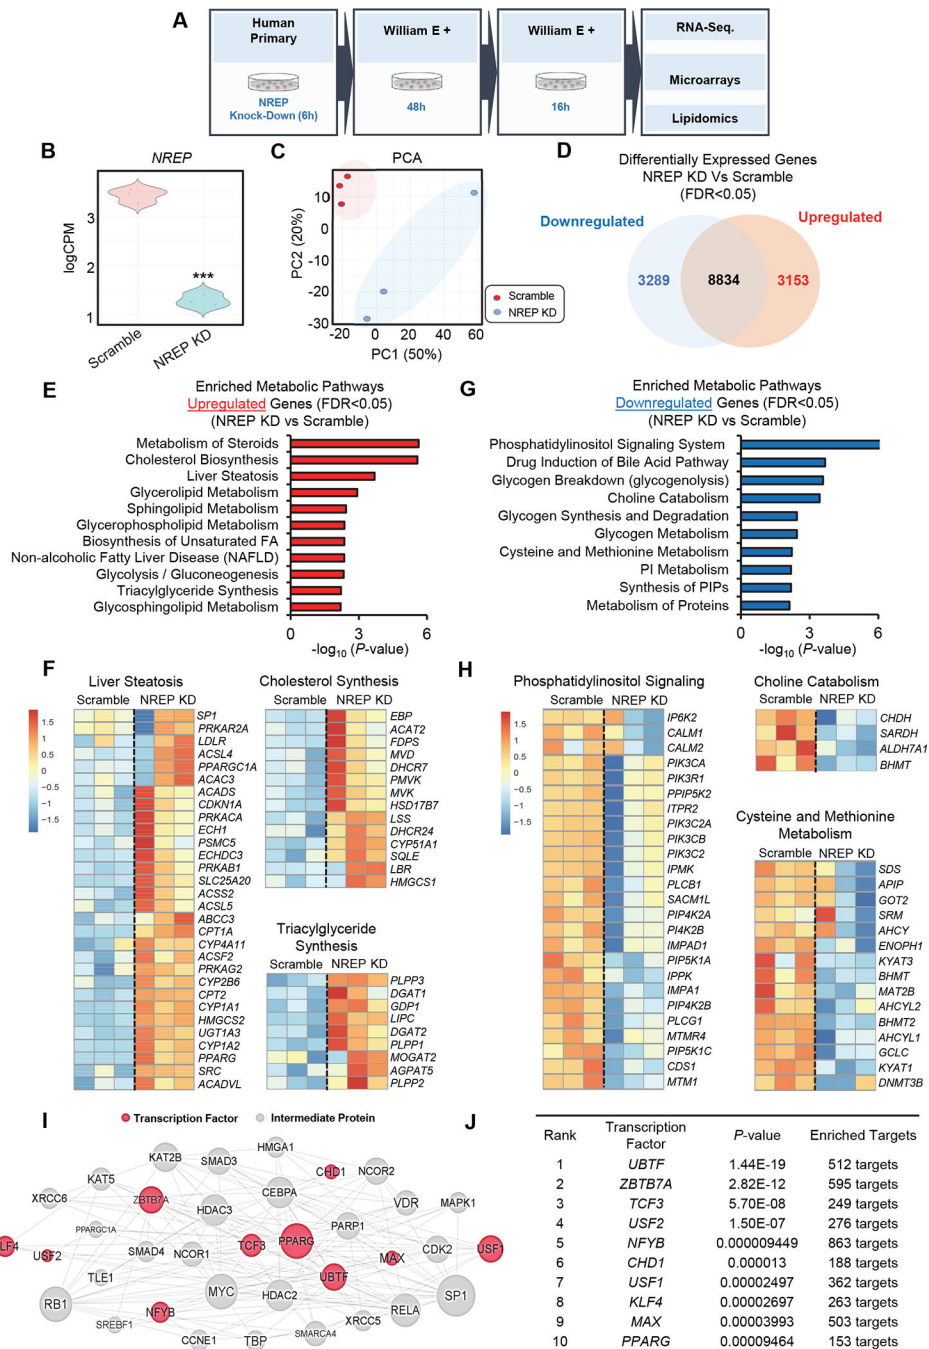 A
Human
Primary
NREP
Knock-Down (6h)
William E +
48h
William E +
16h
RNA-Seq.
Microarrays
Lipidomics
B
NREP
logCPM
3
2
1
***
Scramble
NREP KD
C
PCA
PC2 (20%)
10
0
-10
-20
-30
-20
0
20
40
60
PC1 (50%)
Scramble
NREP KD
D
Differentially Expressed Genes
NREP KD Vs Scramble
(FDR<0.05)
Downregulated
Upregulated
3289
8834
3153
E
Enriched Metabolic Pathways
Upregulated Genes (FDR<0.05)
(NREP KD vs Scramble)
Metabolism of Steroids
Cholesterol Biosynthesis
Liver Steatosis
Glycerolipid Metabolism
Sphingolipid Metabolism
Glycerophospholipid Metabolism
Biosynthesis of Unsaturated FA
Non-alcoholic Fatty Liver Disease (NAFLD)
Glycolysis / Gluconeogenesis
Triacylglyceride Synthesis
Glycosphingolipid Metabolism
0
3
6
-log10 (P-value)
G
Enriched Metabolic Pathways
Downregulated Genes (FDR<0.05)
(NREP KD vs Scramble)
Phosphatidylinositol Signaling System
Drug Induction of Bile Acid Pathway
Glycogen Breakdown (glycogenolysis)
Choline Catabolism
Glycogen Synthesis and Degradation
Glycogen Metabolism
Cysteine and Methionine Metabolism
PI Metabolism
Synthesis of PIPs
Metabolism of Proteins
0
3
6
-log10 (P-value)
F
Liver Steatosis
Scramble NREP KD
1.5
1
0.5
0
-0.5
-1
-1.5
SP1
PRKAR2A
LDLR
ACSL4
PPARGC1A
ACAC3
ACADS
CDKN1A
PRKACA
ECH1
PSMC5
ECHDC3
PRKAB1
SLC25A20
ACSS2
ACSL5
ABCC3
CPT1A
CYP4A11
ACSF2
PRKAG2
CYP2B6
CPT2
CYP1A1
HMGCS2
UGT1A3
CYP1A2
PPARG
SRC
ACADVL
Cholesterol Synthesis
Scramble NREP KD
EBP
ACAT2
FDPS
MVD
DHCR7
PMVK
MVK
HSD17B7
LSS
DHCR24
CYP51A1
SQLE
LBR
HMGCS1
Triacylglyceride
Synthesis
Scramble NREP KD
PLPP3
DGAT1
GDP1
LIPC
DGAT2
PLPP1
MOGAT2
AGPAT5
PLPP2
H
Phosphatidylinositol Signaling
Scramble NREP KD
1.5
1
0.5
0
-0.5
-1
-1.5
IP6K2
CALM1
CALM2
PIK3CA
PIK3R1
PPIP5K2
ITPR2
PIK3C2A
PIK3CB
PIK3C2
IPMK
PLCB1
SACM1L
PIP4K2A
PI4K2B
IMPAD1
PIP5K1A
IPPK
IMPA1
PIP4K2B
PLCG1
MTMR4
PIP5K1C
CDS1
MTM1
Choline Catabolism
Scramble NREP KD
CHDH
SARDH
ALDH7A1
BHMT
Cysteine and Methionine
Metabolism
Scramble NREP KD
SDS
APIP
GOT2
SRM
AHCY
ENOPH1
KYAT3
BHMT
MAT2B
AHCYL2
BHMT2
AHCYL1
GCLC
KYAT1
DNMT3B
I
Transcription Factor
Intermediate Protein
HMGA1
KAT2B
SMAD3
CHD1
NCOR2
KAT5
ZBTB7A
CEBPA
XRCC6
HDAC3
VDR
MAPK1
PPARGC1A
PARP1
LF4
USF2
SMAD4
NCOR1
TCF3
PPARG
MAX
CDK2
USF1
TLE1
UBTF
RB1
MYC
HDAC2
SP1
NFYB
RELA
SREBF1
XRCC5
CCNE1
TBP
SMARCA4
J
Rank Transcription Factor P-value Enriched Targets
1 UBTF 1.44E-19 512 targets
2 ZBTB7A 2.82E-12 595 targets
3 TCF3 5.70E-08 249 targets
4 USF2 1.50E-07 276 targets
5 NFYB 0.000009449 863 targets
6 CHD1 0.000013 188 targets
7 USF1 0.00002497 362 targets
8 KLF4 0.00002697 263 targets
9 MAX 0.00003993 503 targets
10 PPARG 0.00009464 153 targets